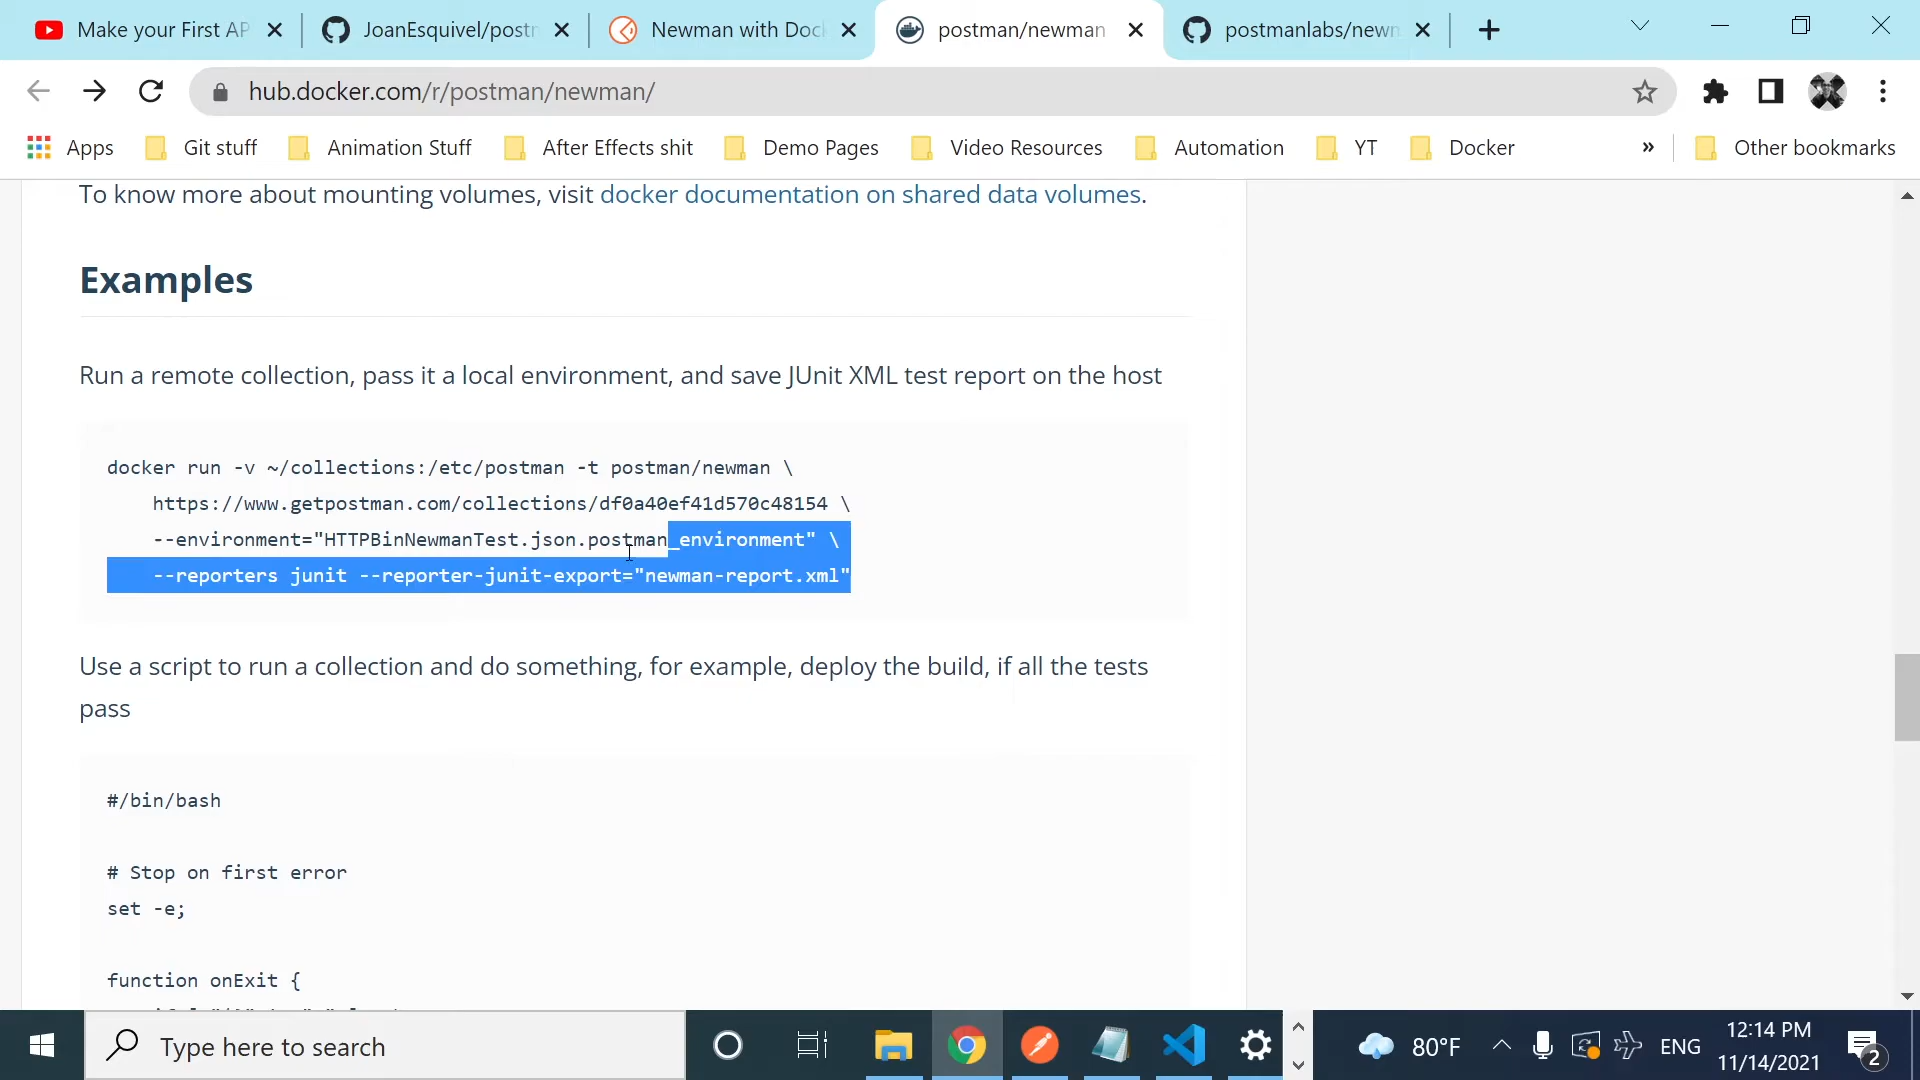 Make your First AP
JoanEsquivel/postm
Newman with Doc
postman/newman
postmanlabs/newm
hub.docker.com/r/postman/newman/
Apps
Git stuff
Animation Stuff
After Effects shit
Demo Pages
Video Resources
Automation
YT
Docker
»
Other bookmarks
To know more about mounting volumes, visit docker documentation on shared data volumes.
Examples
Run a remote collection, pass it a local environment, and save JUnit XML test report on the host
docker run -v ~/collections:/etc/postman -t postman/newman \
https://www.getpostman.com/collections/df0a40ef41d570c48154 \
--environment="HTTPBinNewmanTest.json.postman_environment" \
--reporters junit --reporter-junit-export="newman-report.xml"
Use a script to run a collection and do something, for example, deploy the build, if all the tests
pass
#/bin/bash
# Stop on first error
set -e;
function onExit {
Type here to search
80°F
ENG
12:14 PM
11/14/2021
2